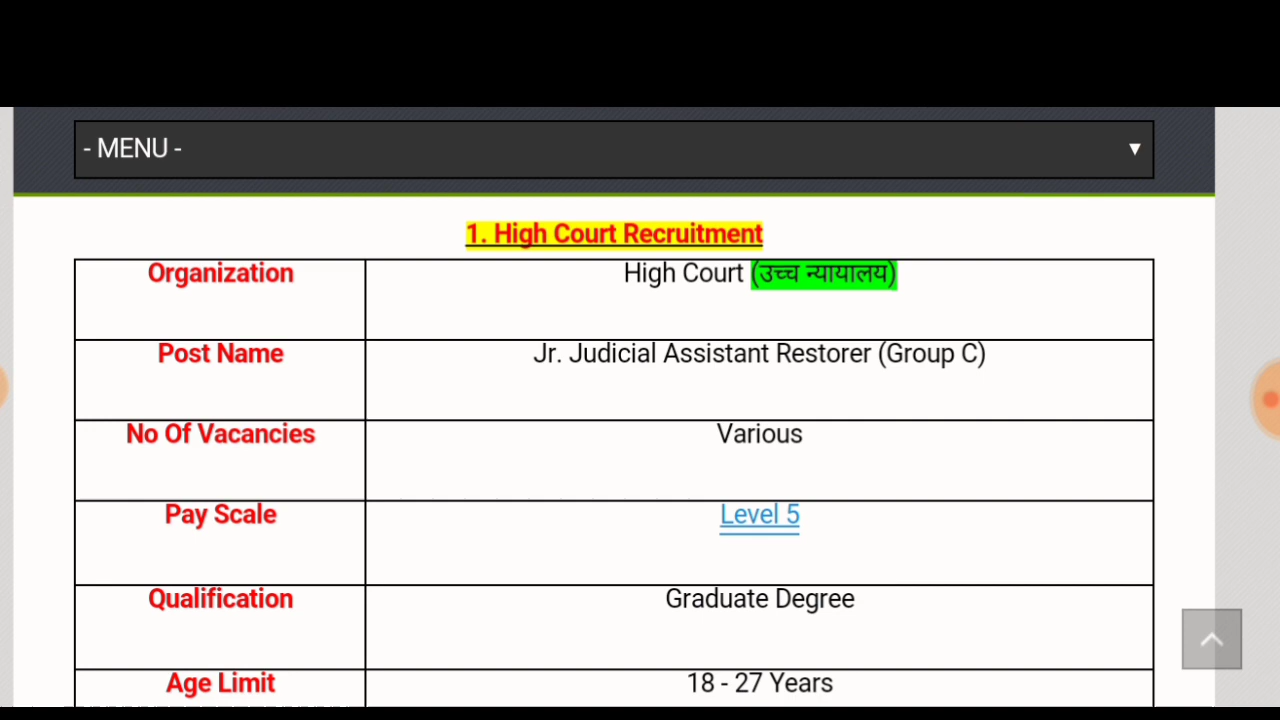 - MENU -
1. High Court Recruitment
Organization High Court (उच्च न्यायालय)
Post Name Jr. Judicial Assistant Restorer (Group C)
No Of Vacancies Various
Pay Scale Level 5
Qualification Graduate Degree
Age Limit 18 - 27 Years